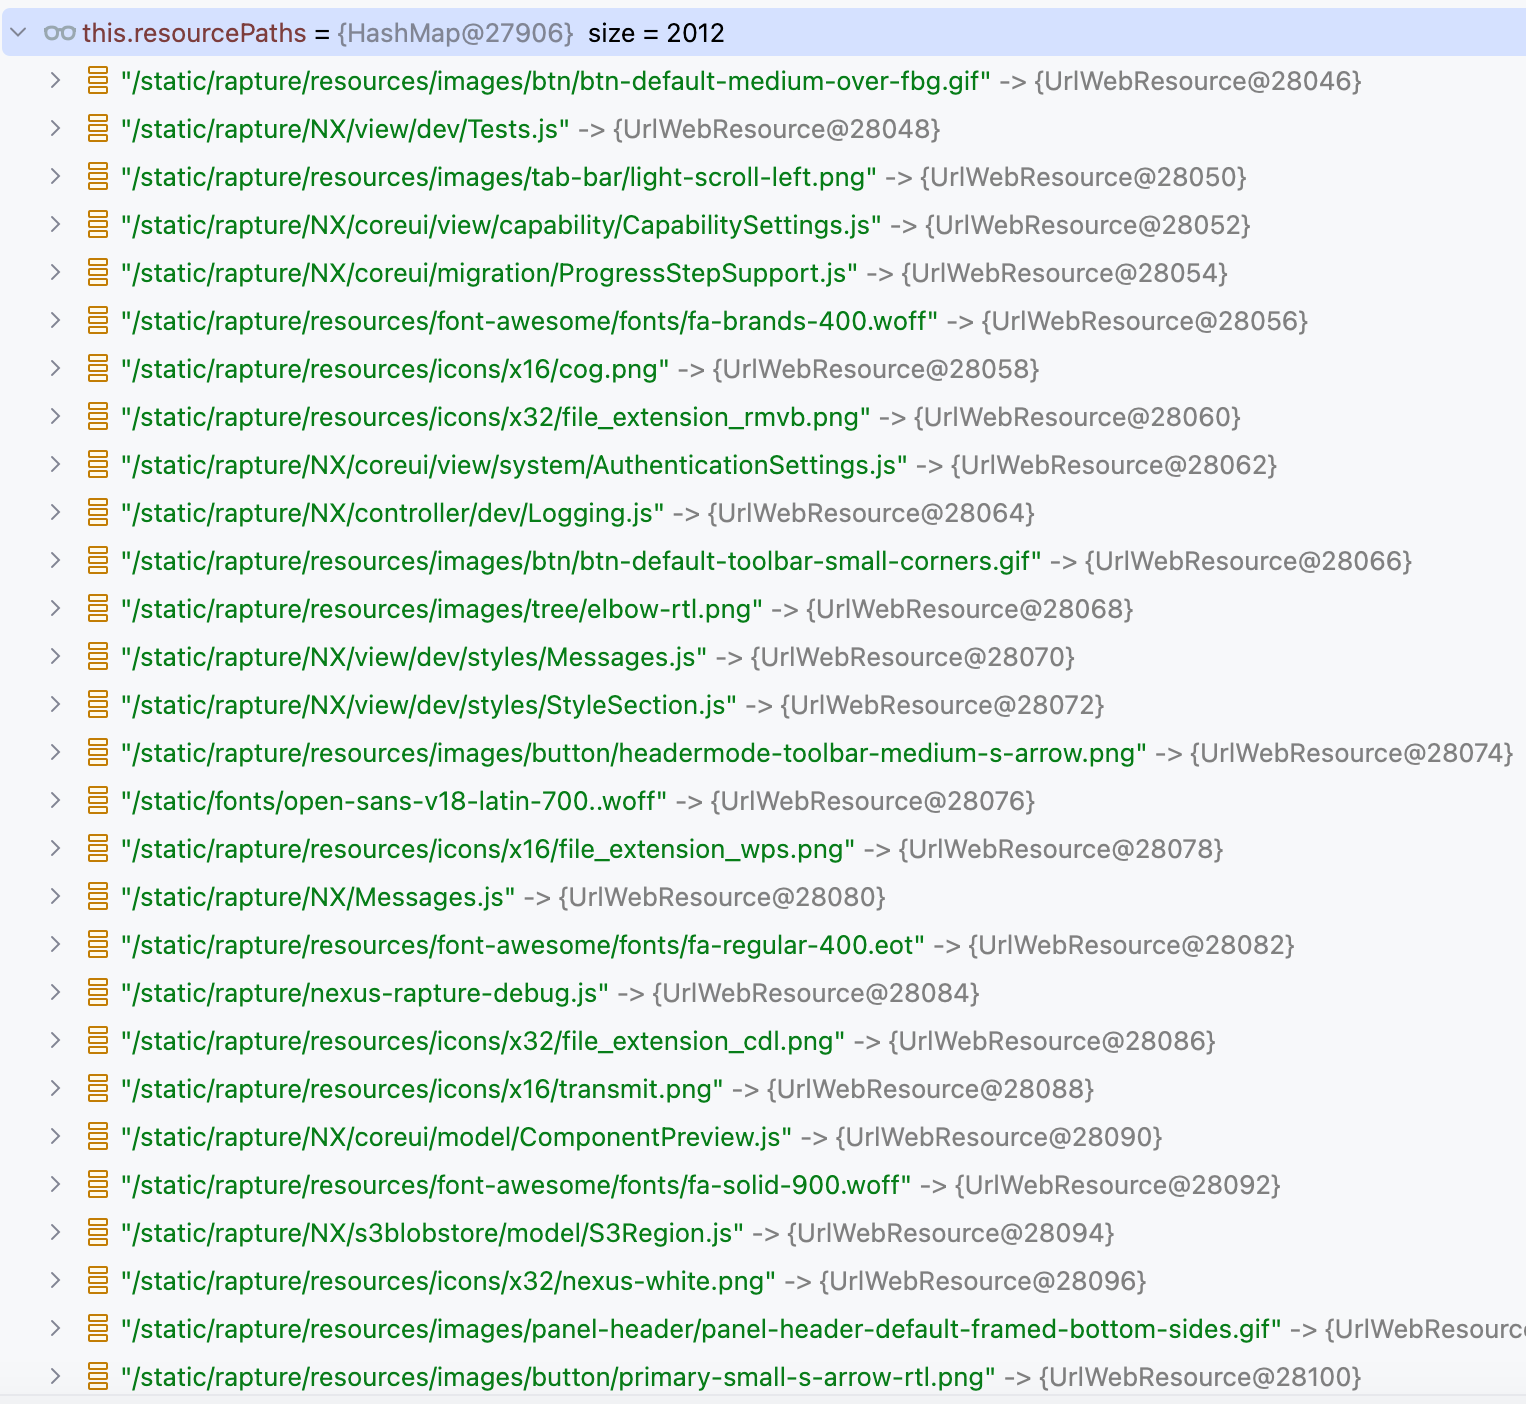 this.resourcePaths = {HashMap@27906} size = 2012
"/static/rapture/resources/images/btn/btn-default-medium-over-fbg.gif" -> {UrlWebResource@28046}
"/static/rapture/NX/view/dev/Tests.js" -> {UrlWebResource@28048}
"/static/rapture/resources/images/tab-bar/light-scroll-left.png" -> {UrlWebResource@28050}
"/static/rapture/NX/coreui/view/capability/CapabilitySettings.js" -> {UrlWebResource@28052}
"/static/rapture/NX/coreui/migration/ProgressStepSupport.js" -> {UrlWebResource@28054}
"/static/rapture/resources/font-awesome/fonts/fa-brands-400.woff" -> {UrlWebResource@28056}
"/static/rapture/resources/icons/x16/cog.png" -> {UrlWebResource@28058}
"/static/rapture/resources/icons/x32/file_extension_rmvb.png" -> {UrlWebResource@28060}
"/static/rapture/NX/coreui/view/system/AuthenticationSettings.js" -> {UrlWebResource@28062}
"/static/rapture/NX/controller/dev/Logging.js" -> {UrlWebResource@28064}
"/static/rapture/resources/images/btn/btn-default-toolbar-small-corners.gif" -> {UrlWebResource@28066}
"/static/rapture/resources/images/tree/elbow-rtl.png" -> {UrlWebResource@28068}
"/static/rapture/NX/view/dev/styles/Messages.js" -> {UrlWebResource@28070}
"/static/rapture/NX/view/dev/styles/StyleSection.js" -> {UrlWebResource@28072}
"/static/rapture/resources/images/button/headermode-toolbar-medium-s-arrow.png" -> {UrlWebResource@28074}
"/static/fonts/open-sans-v18-latin-700..woff" -> {UrlWebResource@28076}
"/static/rapture/resources/icons/x16/file_extension_wps.png" -> {UrlWebResource@28078}
"/static/rapture/NX/Messages.js" -> {UrlWebResource@28080}
"/static/rapture/resources/font-awesome/fonts/fa-regular-400.eot" -> {UrlWebResource@28082}
"/static/rapture/nexus-rapture-debug.js" -> {UrlWebResource@28084}
"/static/rapture/resources/icons/x32/file_extension_cdl.png" -> {UrlWebResource@28086}
"/static/rapture/resources/icons/x16/transmit.png" -> {UrlWebResource@28088}
"/static/rapture/NX/coreui/model/ComponentPreview.js" -> {UrlWebResource@28090}
"/static/rapture/resources/font-awesome/fonts/fa-solid-900.woff" -> {UrlWebResource@28092}
"/static/rapture/NX/s3blobstore/model/S3Region.js" -> {UrlWebResource@28094}
"/static/rapture/resources/icons/x32/nexus-white.png" -> {UrlWebResource@28096}
"/static/rapture/resources/images/panel-header/panel-header-default-framed-bottom-sides.gif" -> {UrlWebResourc
"/static/rapture/resources/images/button/primary-small-s-arrow-rtl.png" -> {UrlWebResource@28100}